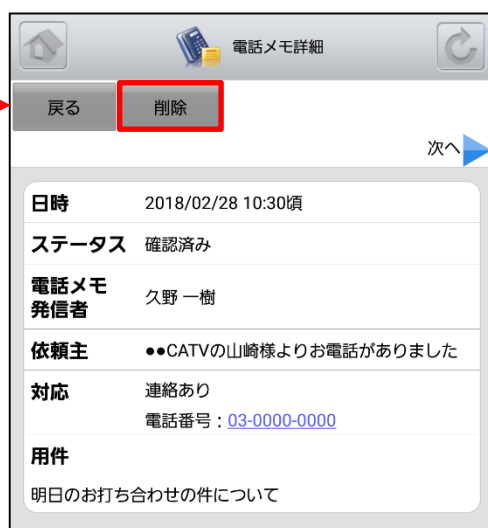 電話メモ詳細
戻る 削除
次へ
日時 2018/02/28 10:30頃
ステータス 確認済み
電話メモ
発信者 久野 一樹
依頼主 ●●CATVの山崎様よりお電話がありました
対応 連絡あり
電話番号：03-0000-0000
用件
明日のお打ち合わせの件について